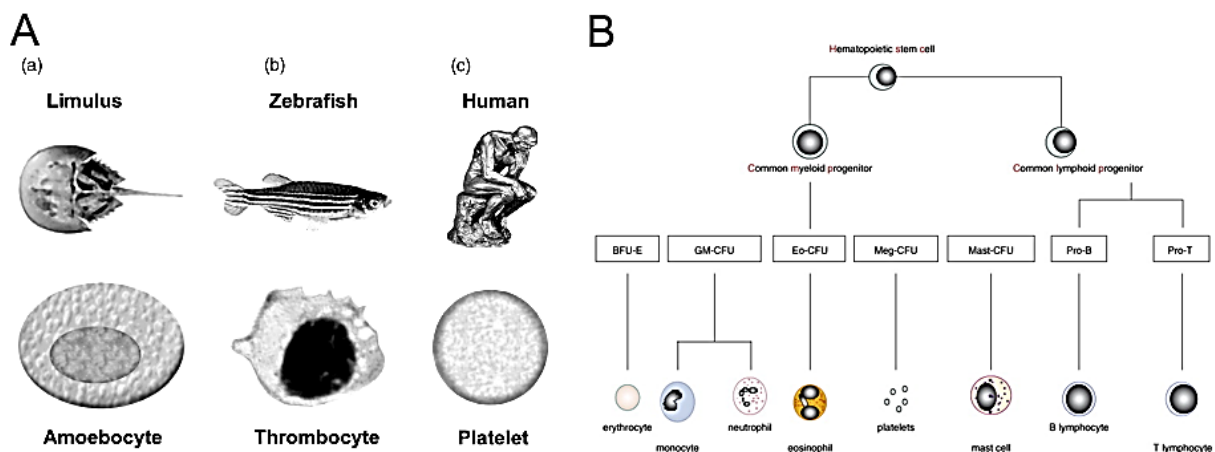 A
(a)
(b)
(c)
Limulus
Zebrafish
Human
Amoebocyte
Thrombocyte
Platelet
B
Hematopoietic stem cell
Common myeloid progenitor
Common lymphoid progenitor
BFU-E
GM-CFU
Eo-CFU
Meg-CFU
Mast-CFU
Pro-B
Pro-T
erythrocyte
monocyte
neutrophil
eosinophil
platelets
mast cell
B lymphocyte
T lymphocyte